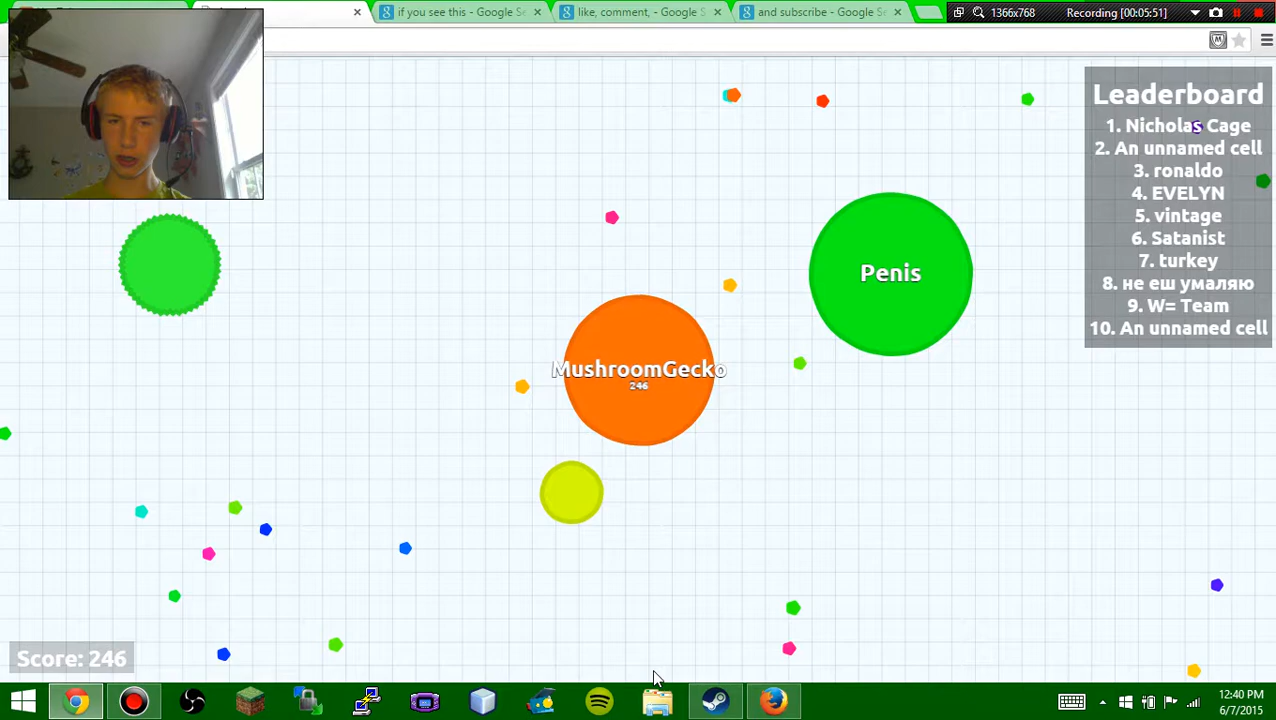 if you see this - Google Se
like, comment, - Google S
and subscribe - Google Se
1366x768
Recording [00:05:51]
Leaderboard
1. Nicholas Cage
2. An unnamed cell
3. ronaldo
4. EVELYN
5. vintage
6. Satanist
7. turkey
8. не еш умаляю
9. W= Team
10. An unnamed cell
Penis
MushroomGecko
246
Score: 246
12:40 PM
6/7/2015